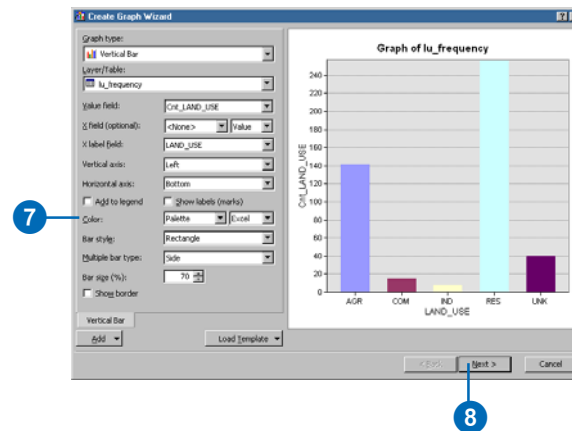 Create Graph Wizard
Graph type:
Vertical Bar
Layer/Table:
lu_frequency
Value field:
Cnt_LAND_USE
X field (optional):
<None>
Value
X label field:
LAND_USE
Vertical axis:
Left
Horizontal axis:
Bottom
Add to legend
Show labels (marks)
7
Color:
Palette
Excel
Bar style:
Rectangle
Multiple bar type:
Side
Bar size (%):
70
Show border
Vertical Bar
Add
Load Template
Graph of lu_frequency
Cnt_LAND_USE
240
220
200
180
160
140
120
100
80
60
40
20
0
AGR COM IND RES UNK
LAND_USE
< Back
Next >
Cancel
8